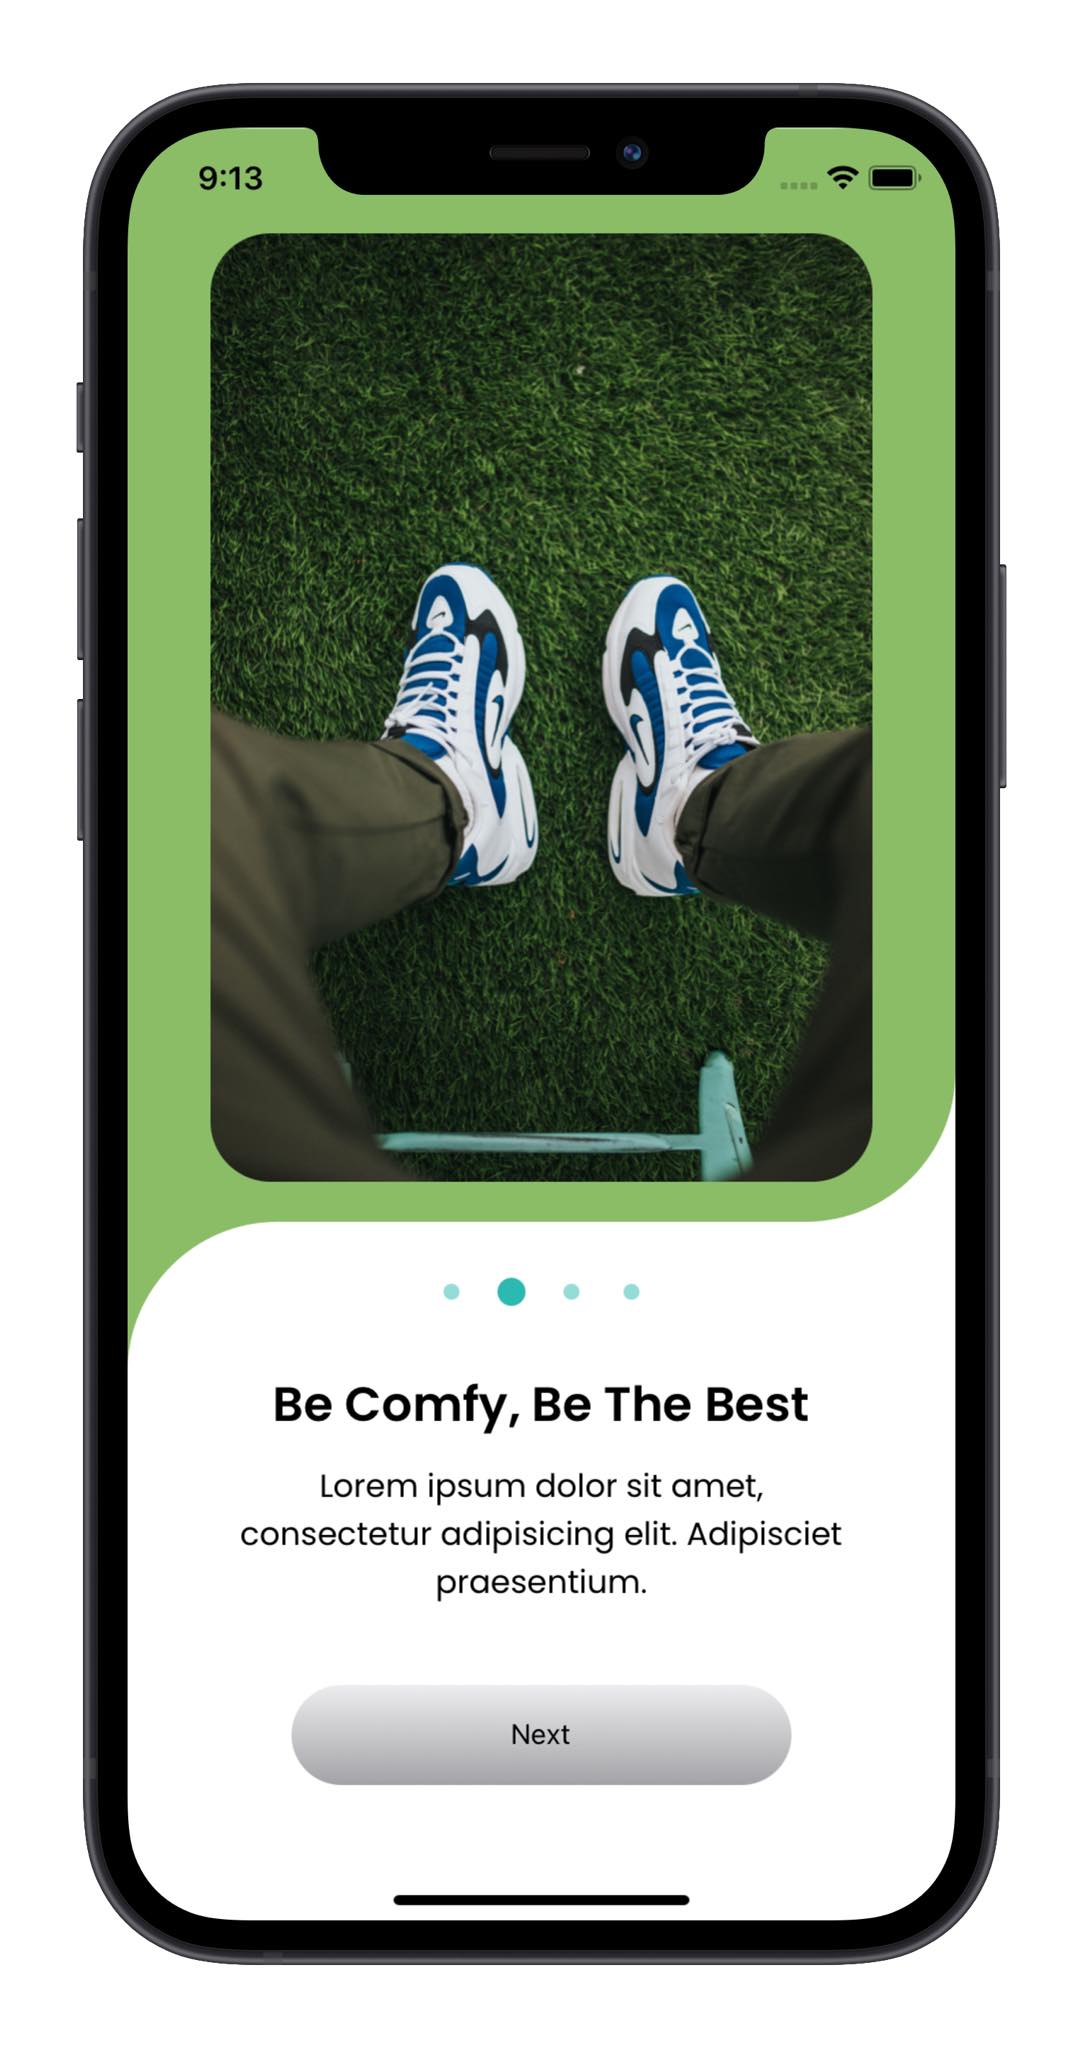 9:13
Be Comfy, Be The Best
Lorem ipsum dolor sit amet,
consectetur adipisicing elit. Adipisciet
praesentium.
Next